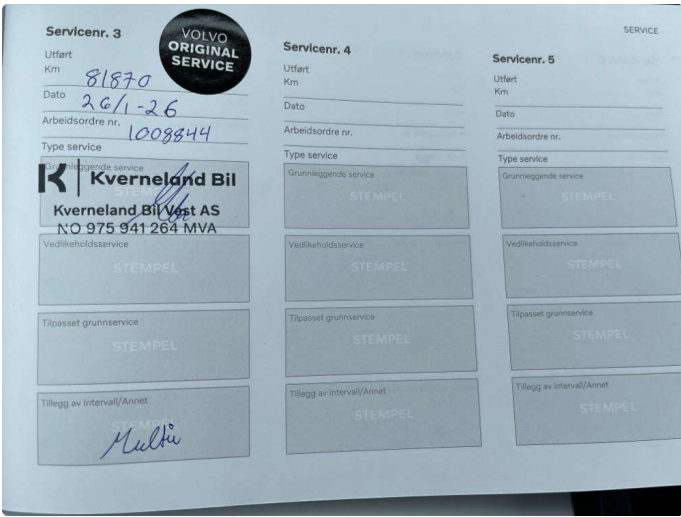 SERVICE
Servicenr. 3
VOLVO
ORIGINAL
SERVICE
Utført
Km 81870
Dato 26/1-26
Arbeidsordre nr. 1008844
Type service
Grunnleggende service
K | Kverneland Bil
Kverneland Bil Vest AS
NO 975 941 264 MVA
Vedlikeholdsservice
STEMPEL
Tilpasset grunnservice
STEMPEL
Tillegg av intervall/Annet
STEMPEL
Servicenr. 4
Utført
Km
Dato
Arbeidsordre nr.
Type service
Grunnleggende service
STEMPEL
Vedlikeholdsservice
STEMPEL
Tilpasset grunnservice
STEMPEL
Tillegg av intervall/Annet
STEMPEL
Servicenr. 5
Utført
Km
Dato
Arbeidsordre nr.
Type service
Grunnleggende service
STEMPEL
Vedlikeholdsservice
STEMPEL
Tilpasset grunnservice
STEMPEL
Tillegg av intervall/Annet
STEMPEL